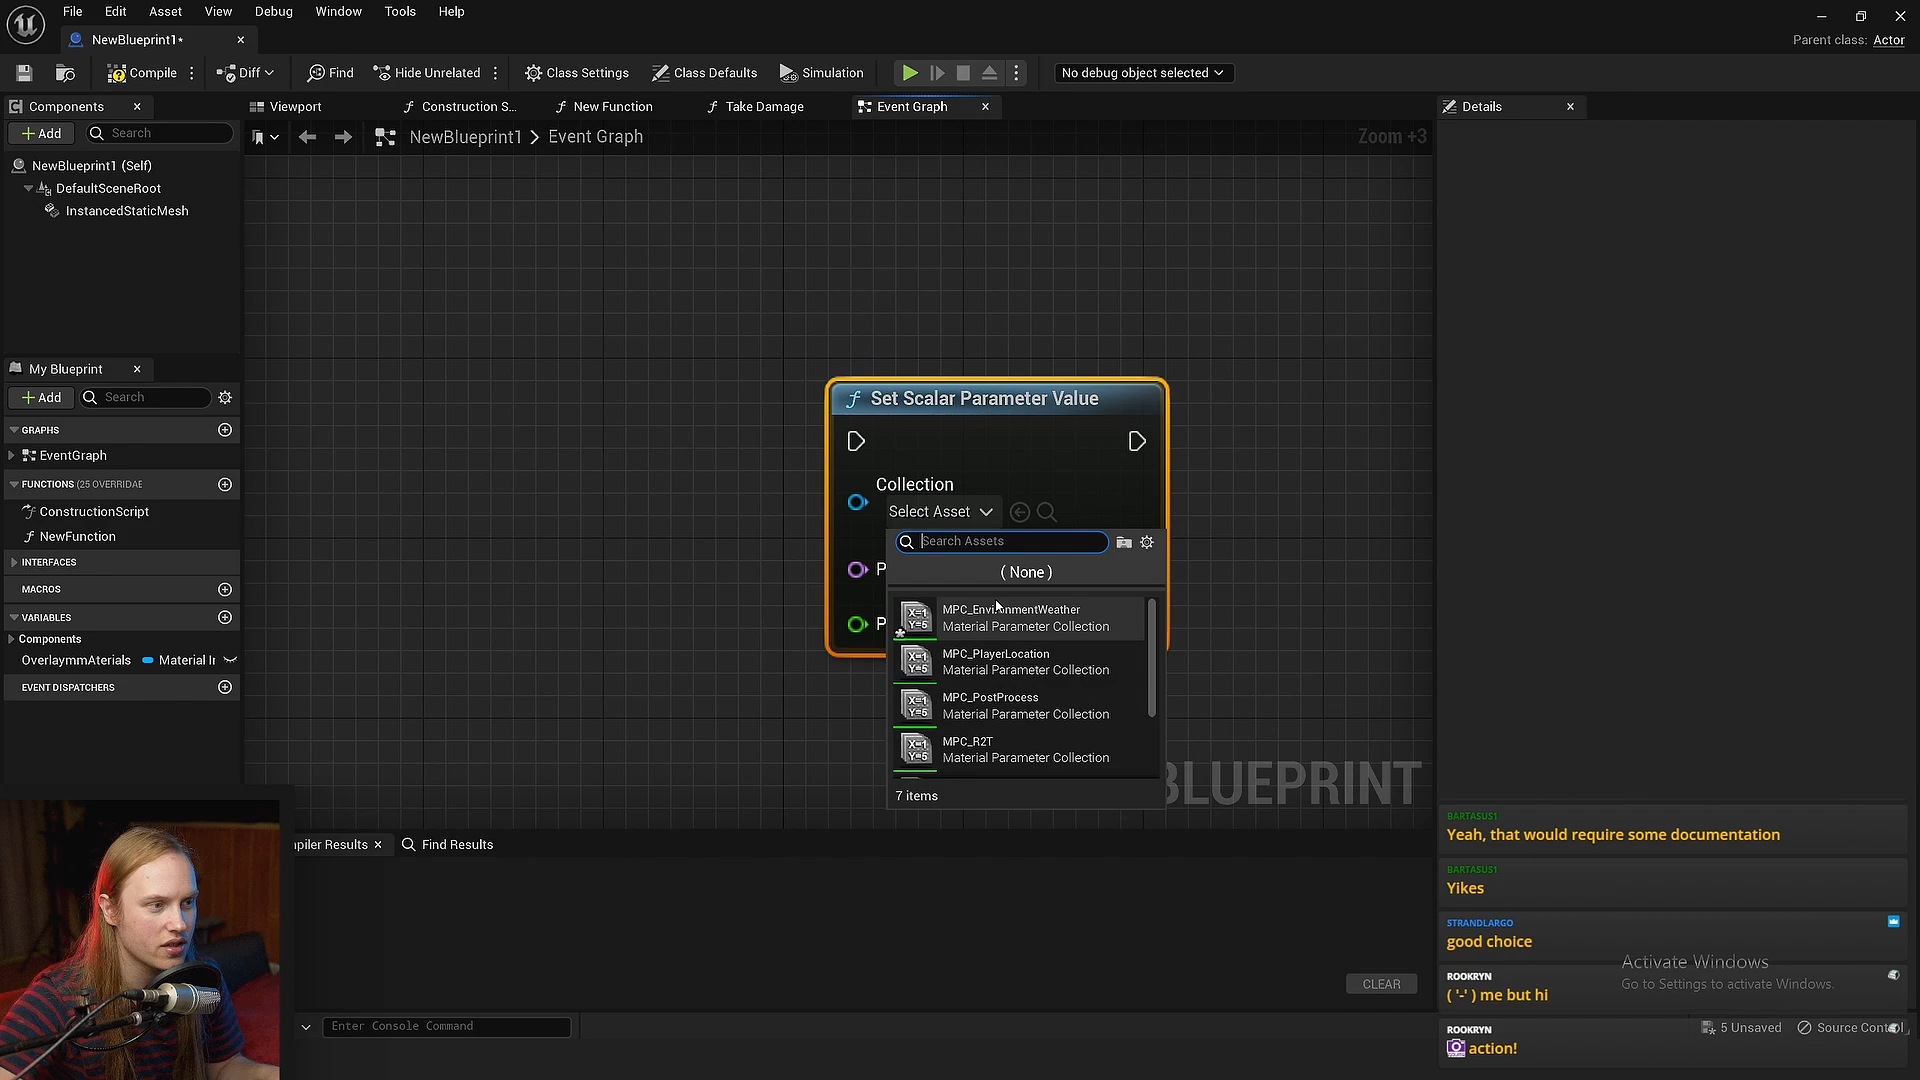 File Edit Asset View Debug Window Tools Help
NewBlueprint1*
Parent class: Actor
Compile
Diff
Find
Hide Unrelated
Class Settings
Class Defaults
Simulation
No debug object selected
Components
Viewport
Construction S...
New Function
Take Damage
Event Graph
Details
Add
Search
NewBlueprint1 > Event Graph
Zoom +3
NewBlueprint1 (Self)
DefaultSceneRoot
InstancedStaticMesh
My Blueprint
Add
Search
GRAPHS
EventGraph
FUNCTIONS (25 OVERRIDAE
ConstructionScript
NewFunction
INTERFACES
MACROS
VARIABLES
Components
OverlaymmAterials
Material Ir
EVENT DISPATCHERS
Set Scalar Parameter Value
Collection
Select Asset
Search Assets
( None )
P
MPC_EnvironmentWeather
Material Parameter Collection
P
MPC_PlayerLocation
Material Parameter Collection
MPC_PostProcess
Material Parameter Collection
MPC_R2T
Material Parameter Collection
7 items
BLUEPRINT
piler Results
Find Results
CLEAR
Enter Console Command
BARTASUS1
Yeah, that would require some documentation
BARTASUS1
Yikes
STRANDLARGO
good choice
Activate Windows
Go to Settings to activate Windows.
ROOKRYN
( '-' ) me but hi
5 Unsaved
Source Control
ROOKRYN
action!